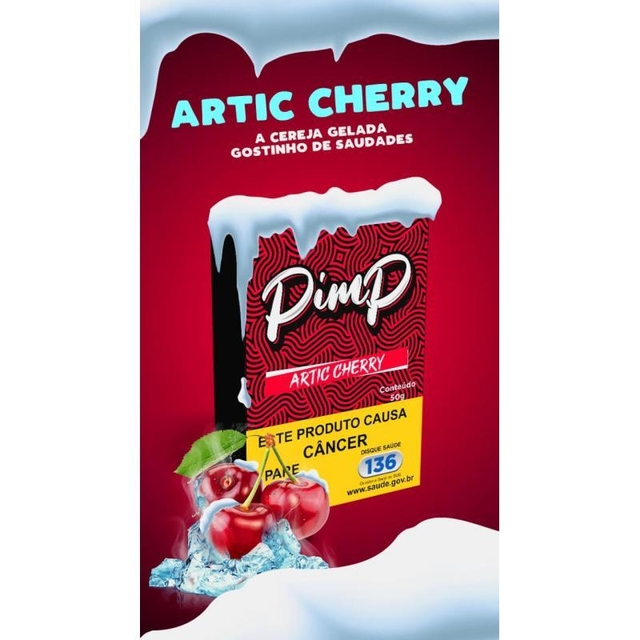 ARTIC CHERRY
A CEREJA GELADA
GOSTINHO DE SAUDADES
Pimp
ARTIC CHERRY
Conteúdo
50g
ESTE PRODUTO CAUSA
CÂNCER
PARE
DISQUE SAÚDE
136
www.saude.gov.br